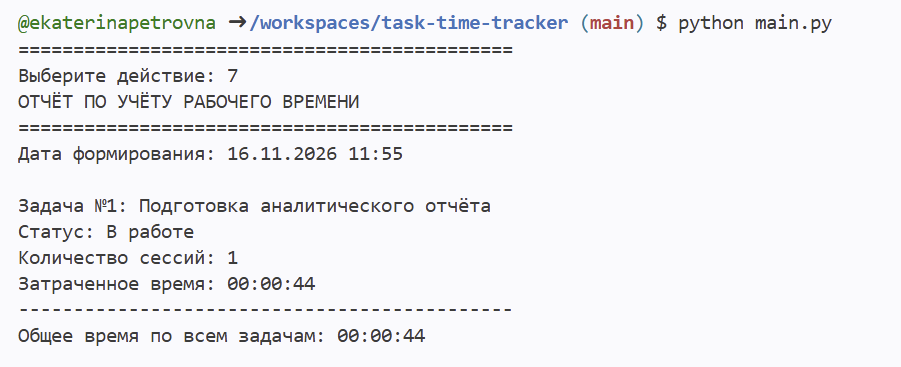 @ekaterinapetrovna ➜/workspaces/task-time-tracker (main) $ python main.py
=============================================
Выберите действие: 7
ОТЧЁТ ПО УЧЁТУ РАБОЧЕГО ВРЕМЕНИ
=============================================
Дата формирования: 16.11.2026 11:55
Задача №1: Подготовка аналитического отчёта
Статус: В работе
Количество сессий: 1
Затраченное время: 00:00:44
---------------------------------------------
Общее время по всем задачам: 00:00:44